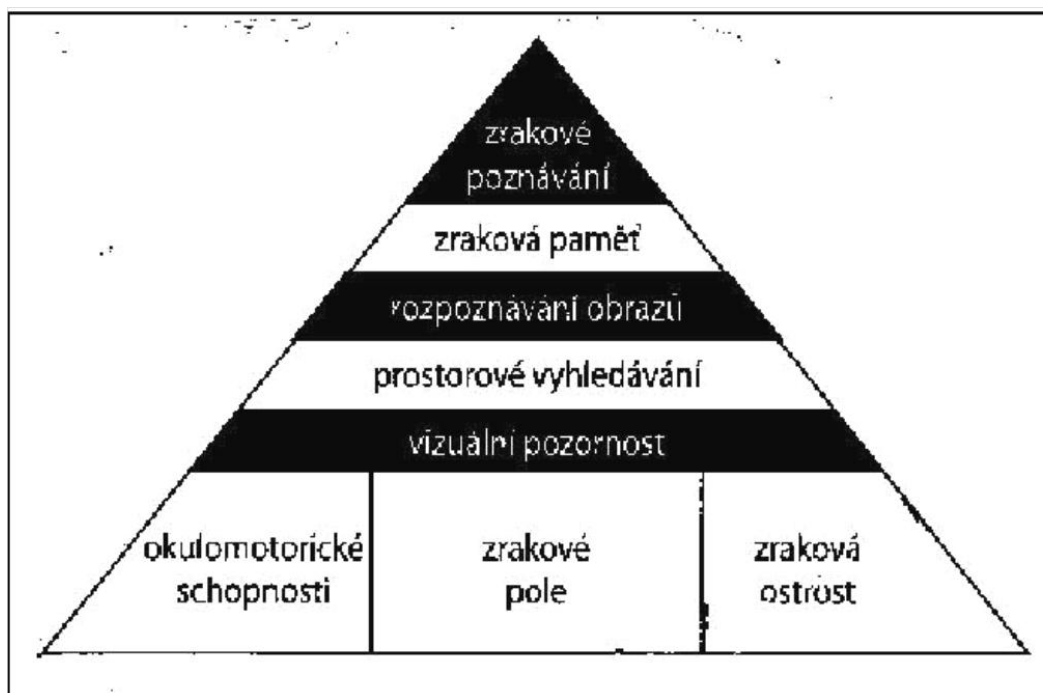 zrakové
poznávání
zraková paměť
rozpoznávání obrazů
prostorové vyhledávání
vizuální pozornost
okulomotorické
schopnosti
zrakové
pole
zraková
ostrost